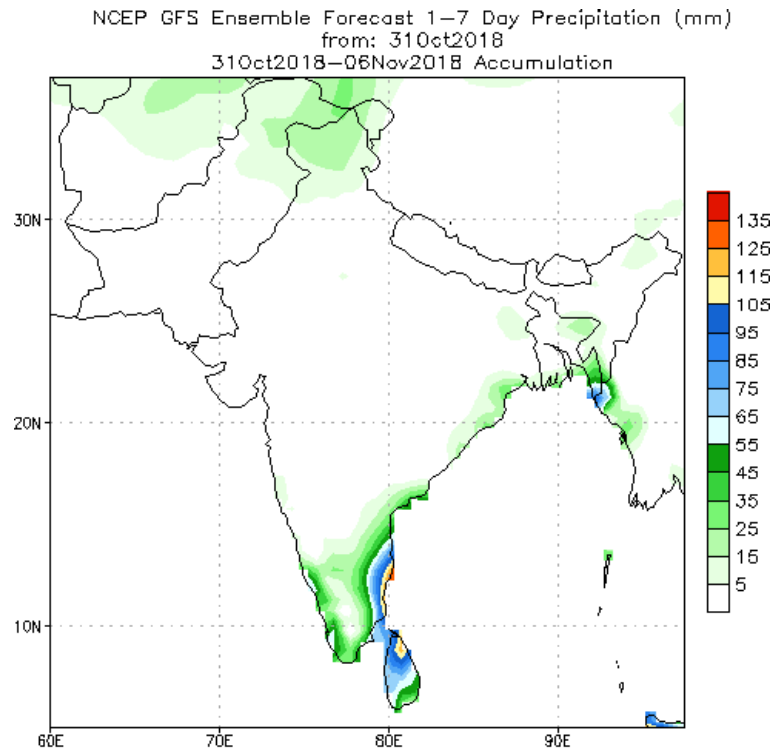 NCEP GFS Ensemble Forecast 1-7 Day Precipitation (mm)
from: 31Oct2018
31Oct2018-06Nov2018 Accumulation
30N
20N
10N
60E
70E
80E
90E
135
125
115
105
95
85
75
65
55
45
35
25
15
5